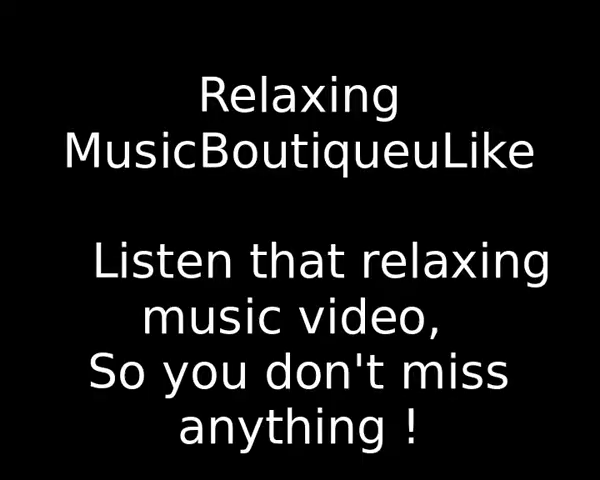 Relaxing
MusicBoutiqueuLike
Listen that relaxing
music video,
So you don't miss
anything !